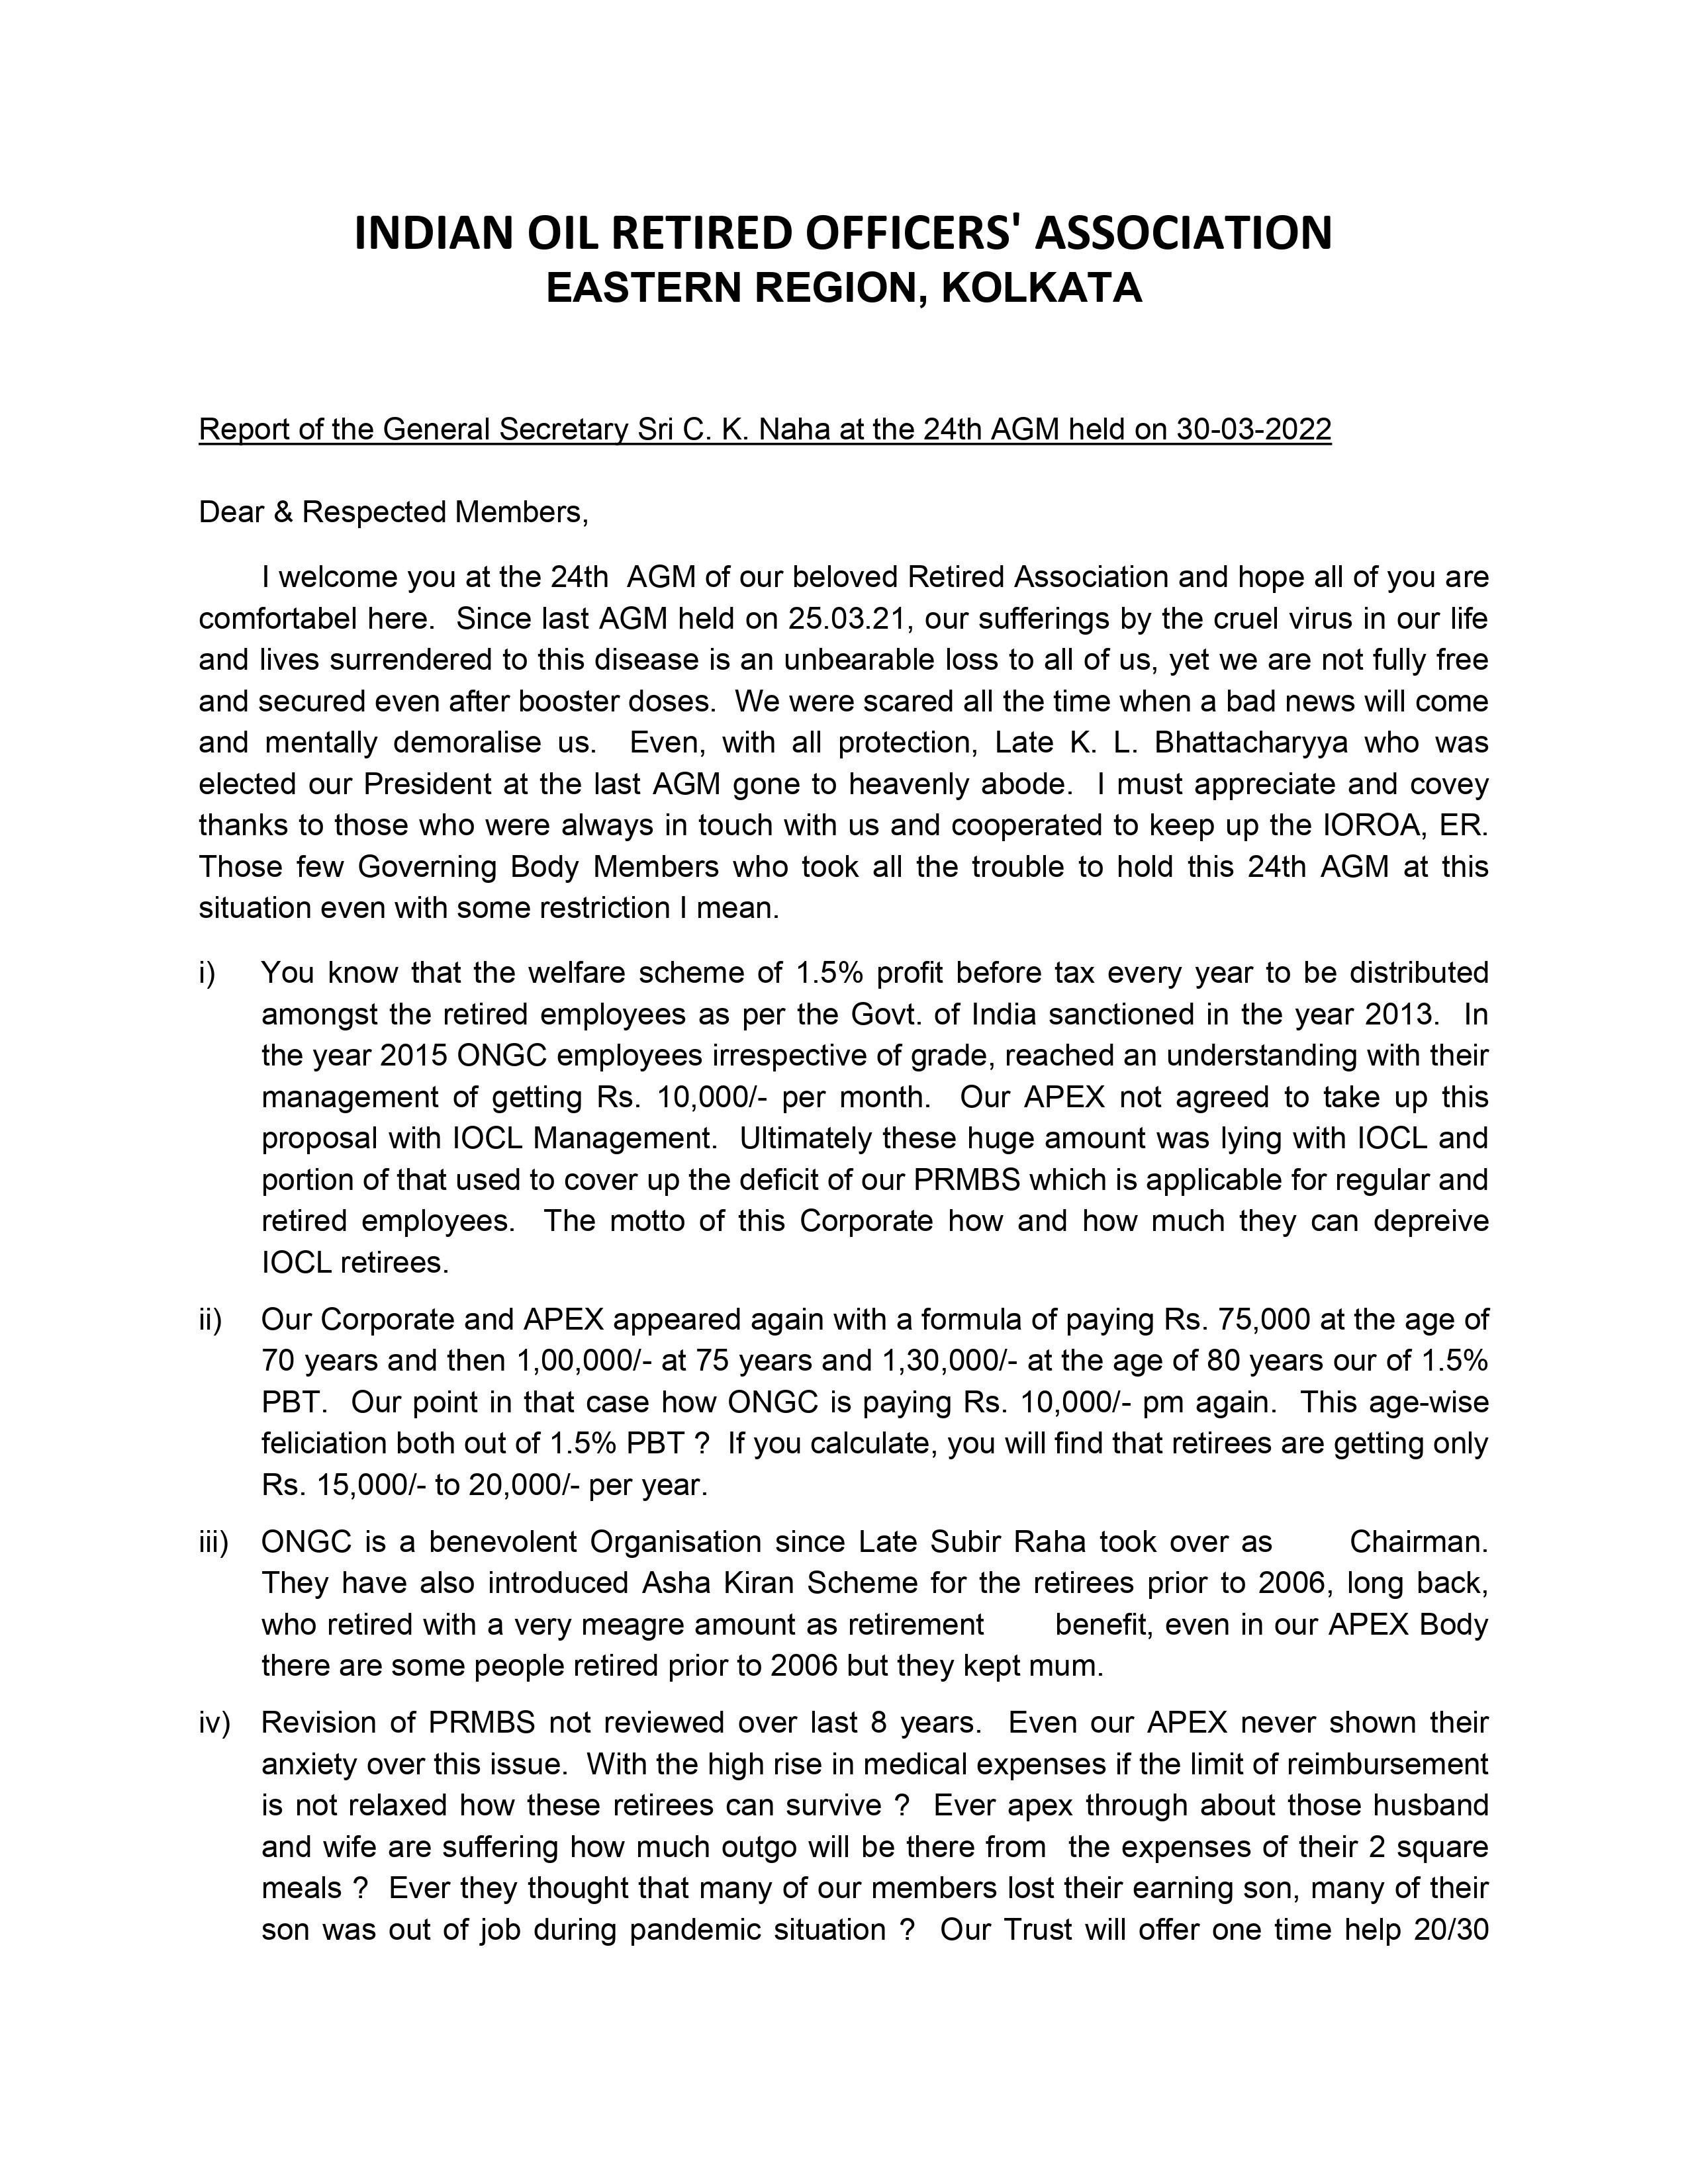 INDIAN OIL RETIRED OFFICERS' ASSOCIATION
EASTERN REGION, KOLKATA
Report of the General Secretary Sri C. K. Naha at the 24th AGM held on 30-03-2022
Dear & Respected Members,
I welcome you at the 24th AGM of our beloved Retired Association and hope all of you are
comfortabel here. Since last AGM held on 25.03.21, our sufferings by the cruel virus in our life
and lives surrendered to this disease is an unbearable loss to all of us, yet we are not fully free
and secured even after booster doses. We were scared all the time when a bad news will come
and mentally demoralise us. Even, with all protection, Late K. L. Bhattacharyya who was
elected our President at the last AGM gone to heavenly abode. I must appreciate and covey
thanks to those who were always in touch with us and cooperated to keep up the IOROA, ER.
Those few Governing Body Members who took all the trouble to hold this 24th AGM at this
situation even with some restriction I mean.
i) You know that the welfare scheme of 1.5% profit before tax every year to be distributed
amongst the retired employees as per the Govt. of India sanctioned in the year 2013. In
the year 2015 ONGC employees irrespective of grade, reached an understanding with their
management of getting Rs. 10,000/- per month. Our APEX not agreed to take up this
proposal with IOCL Management. Ultimately these huge amount was lying with IOCL and
portion of that used to cover up the deficit of our PRMBS which is applicable for regular and
retired employees. The motto of this Corporate how and how much they can depreive
IOCL retirees.
ii) Our Corporate and APEX appeared again with a formula of paying Rs. 75,000 at the age of
70 years and then 1,00,000/- at 75 years and 1,30,000/- at the age of 80 years our of 1.5%
PBT. Our point in that case how ONGC is paying Rs. 10,000/- pm again. This age-wise
feliciation both out of 1.5% PBT ? If you calculate, you will find that retirees are getting only
Rs. 15,000/- to 20,000/- per year.
iii) ONGC is a benevolent Organisation since Late Subir Raha took over as Chairman.
They have also introduced Asha Kiran Scheme for the retirees prior to 2006, long back,
who retired with a very meagre amount as retirement benefit, even in our APEX Body
there are some people retired prior to 2006 but they kept mum.
iv) Revision of PRMBS not reviewed over last 8 years. Even our APEX never shown their
anxiety over this issue. With the high rise in medical expenses if the limit of reimbursement
is not relaxed how these retirees can survive ? Ever apex through about those husband
and wife are suffering how much outgo will be there from the expenses of their 2 square
meals ? Ever they thought that many of our members lost their earning son, many of their
son was out of job during pandemic situation ? Our Trust will offer one time help 20/30